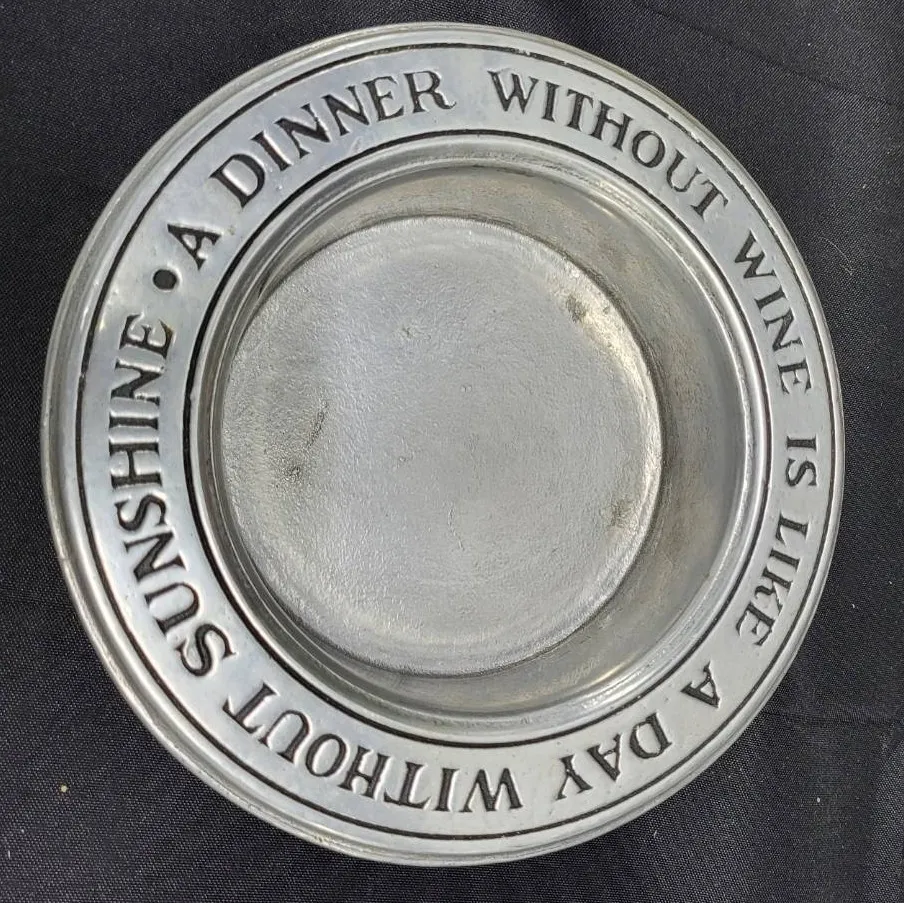 A DINNER WITHOUT WINE IS LIKE A DAY WITHOUT SUNSHINE •